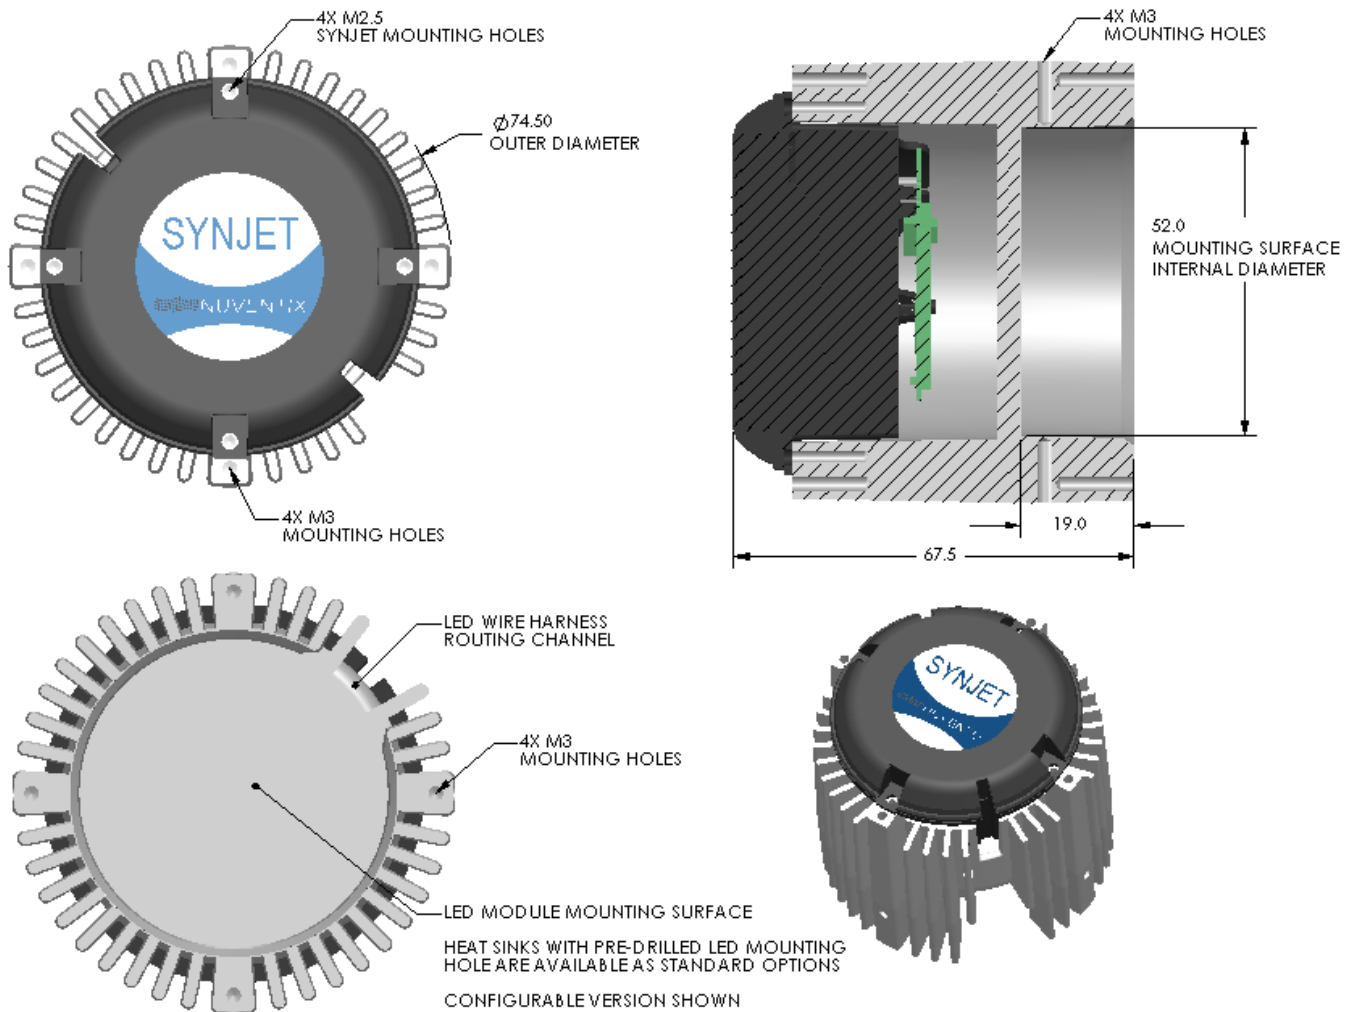 4X M2.5
SYNJET MOUNTING HOLES
Ø74.50
OUTER DIAMETER
SYNJET
4X M3
MOUNTING HOLES
4X M3
MOUNTING HOLES
52.0
MOUNTING SURFACE
INTERNAL DIAMETER
19.0
67.5
LED WIRE HARNESS
ROUTING CHANNEL
4X M3
MOUNTING HOLES
LED MODULE MOUNTING SURFACE
HEAT SINKS WITH PRE-DRILLED LED MOUNTING
HOLE ARE AVAILABLE AS STANDARD OPTIONS
CONFIGURABLE VERSION SHOWN
SYNJET